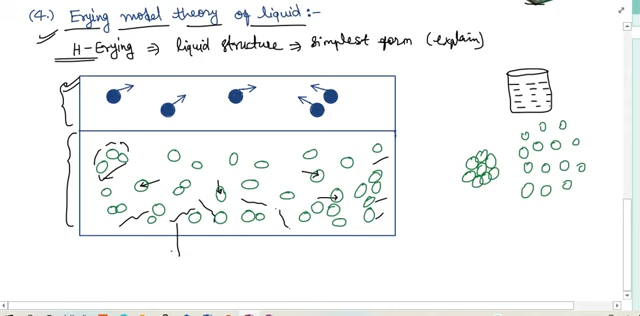 (4.) Erying model theory of liquid:-
H-Erying ⇒ liquid structure ⇒ simplest form (explain)